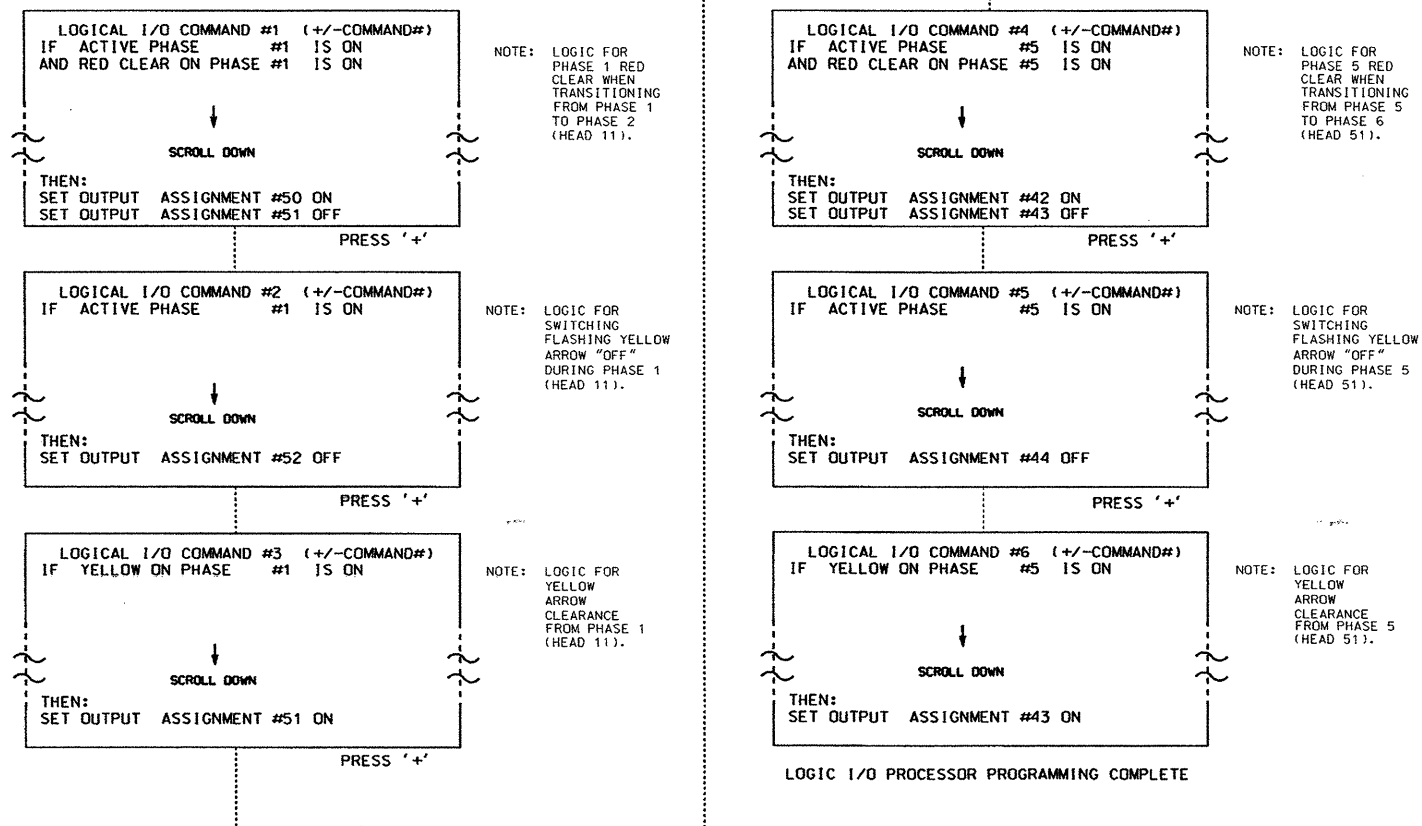 LOGICAL I/O COMMAND #1 (+/-COMMAND#)
IF ACTIVE PHASE #1 IS ON
AND RED CLEAR ON PHASE #1 IS ON
SCROLL DOWN
THEN:
SET OUTPUT ASSIGNMENT #50 ON
SET OUTPUT ASSIGNMENT #51 OFF
PRESS '+'
NOTE: LOGIC FOR
PHASE 1 RED
CLEAR WHEN
TRANSITIONING
FROM PHASE 1
TO PHASE 2
(HEAD 11).
LOGICAL I/O COMMAND #2 (+/-COMMAND#)
IF ACTIVE PHASE #1 IS ON
SCROLL DOWN
THEN:
SET OUTPUT ASSIGNMENT #52 OFF
PRESS '+'
NOTE: LOGIC FOR
SWITCHING
FLASHING YELLOW
ARROW "OFF"
DURING PHASE 1
(HEAD 11).
LOGICAL I/O COMMAND #3 (+/-COMMAND#)
IF YELLOW ON PHASE #1 IS ON
SCROLL DOWN
THEN:
SET OUTPUT ASSIGNMENT #51 ON
PRESS '+'
NOTE: LOGIC FOR
YELLOW
ARROW
CLEARANCE
FROM PHASE 1
(HEAD 11).
LOGICAL I/O COMMAND #4 (+/-COMMAND#)
IF ACTIVE PHASE #5 IS ON
AND RED CLEAR ON PHASE #5 IS ON
SCROLL DOWN
THEN:
SET OUTPUT ASSIGNMENT #42 ON
SET OUTPUT ASSIGNMENT #43 OFF
PRESS '+'
NOTE: LOGIC FOR
PHASE 5 RED
CLEAR WHEN
TRANSITIONING
FROM PHASE 5
TO PHASE 6
(HEAD 51).
LOGICAL I/O COMMAND #5 (+/-COMMAND#)
IF ACTIVE PHASE #5 IS ON
SCROLL DOWN
THEN:
SET OUTPUT ASSIGNMENT #44 OFF
PRESS '+'
NOTE: LOGIC FOR
SWITCHING
FLASHING YELLOW
ARROW "OFF"
DURING PHASE 5
(HEAD 51).
LOGICAL I/O COMMAND #6 (+/-COMMAND#)
IF YELLOW ON PHASE #5 IS ON
SCROLL DOWN
THEN:
SET OUTPUT ASSIGNMENT #43 ON
NOTE: LOGIC FOR
YELLOW
ARROW
CLEARANCE
FROM PHASE 5
(HEAD 51).
LOGIC I/O PROCESSOR PROGRAMMING COMPLETE